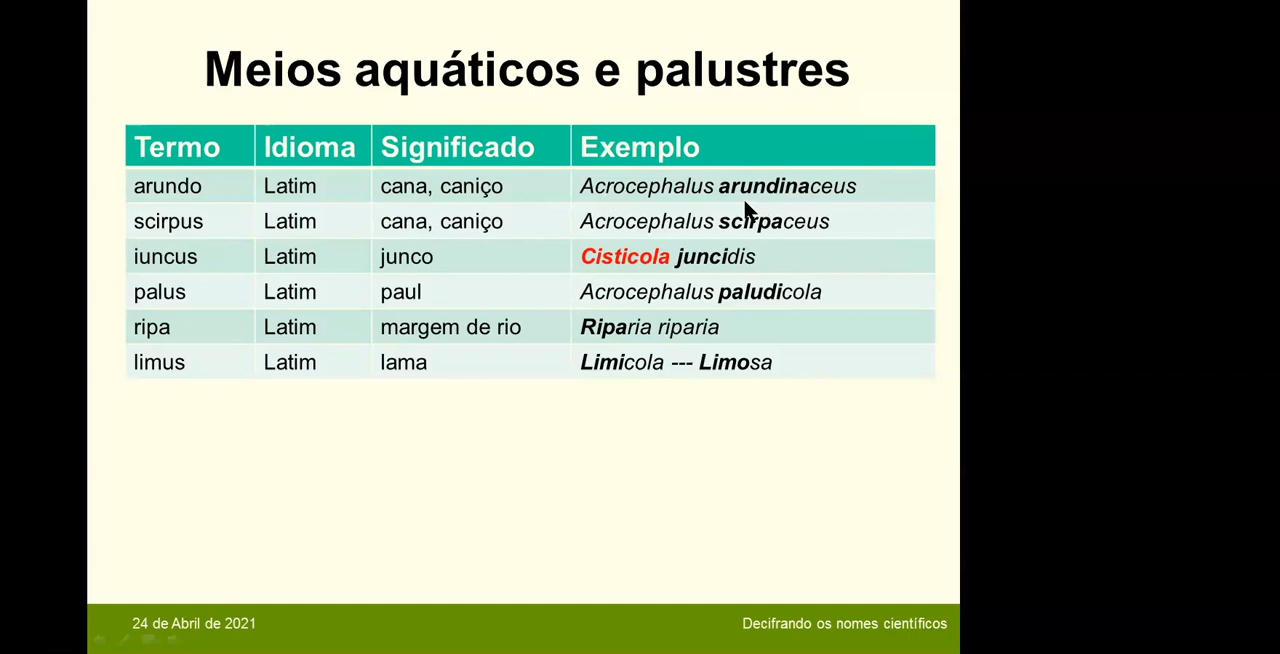 Meios aquáticos e palustres
Termo Idioma Significado Exemplo
arundo Latim cana, caniço Acrocephalus arundinaceus
scirpus Latim cana, caniço Acrocephalus scirpaceus
iuncus Latim junco Cisticola juncidis
palus Latim paul Acrocephalus paludicola
ripa Latim margem de rio Riparia riparia
limus Latim lama Limicola --- Limosa
24 de Abril de 2021 Decifrando os nomes científicos